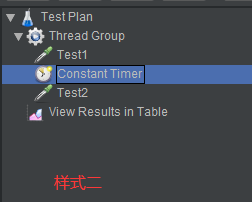 Test Plan
Thread Group
Test1
Constant Timer
Test2
View Results in Table
样式二